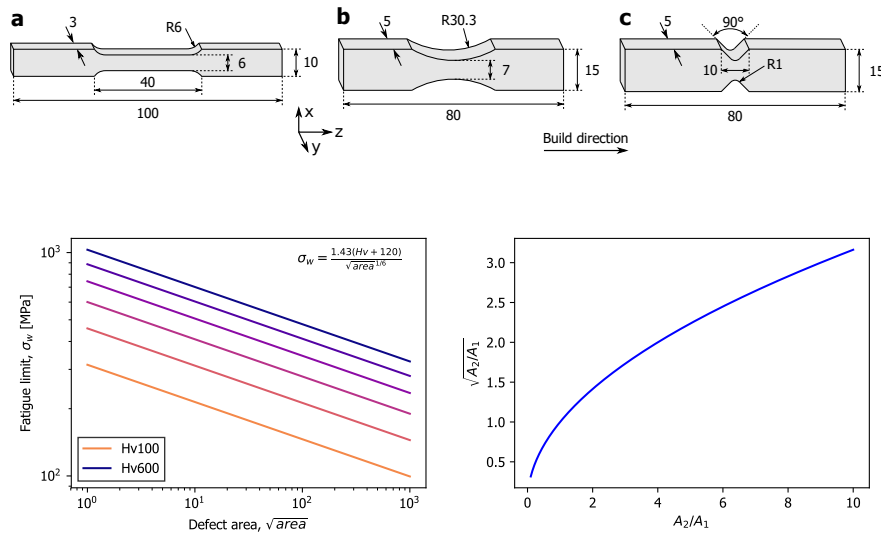 a
3
R6
6
10
40
100
b
5
R30.3
7
15
80
c
5
90°
10
R1
15
80
x
y
z
Build direction
Fatigue limit, σ_w [MPa]
10³
10²
σ_w = 1.43(Hv + 120) / √area^1/6
Hv100
Hv600
10⁰ 10¹ 10² 10³
Defect area, √area
√A₂/A₁
3.0
2.5
2.0
1.5
1.0
0.5
0 2 4 6 8 10
A₂/A₁